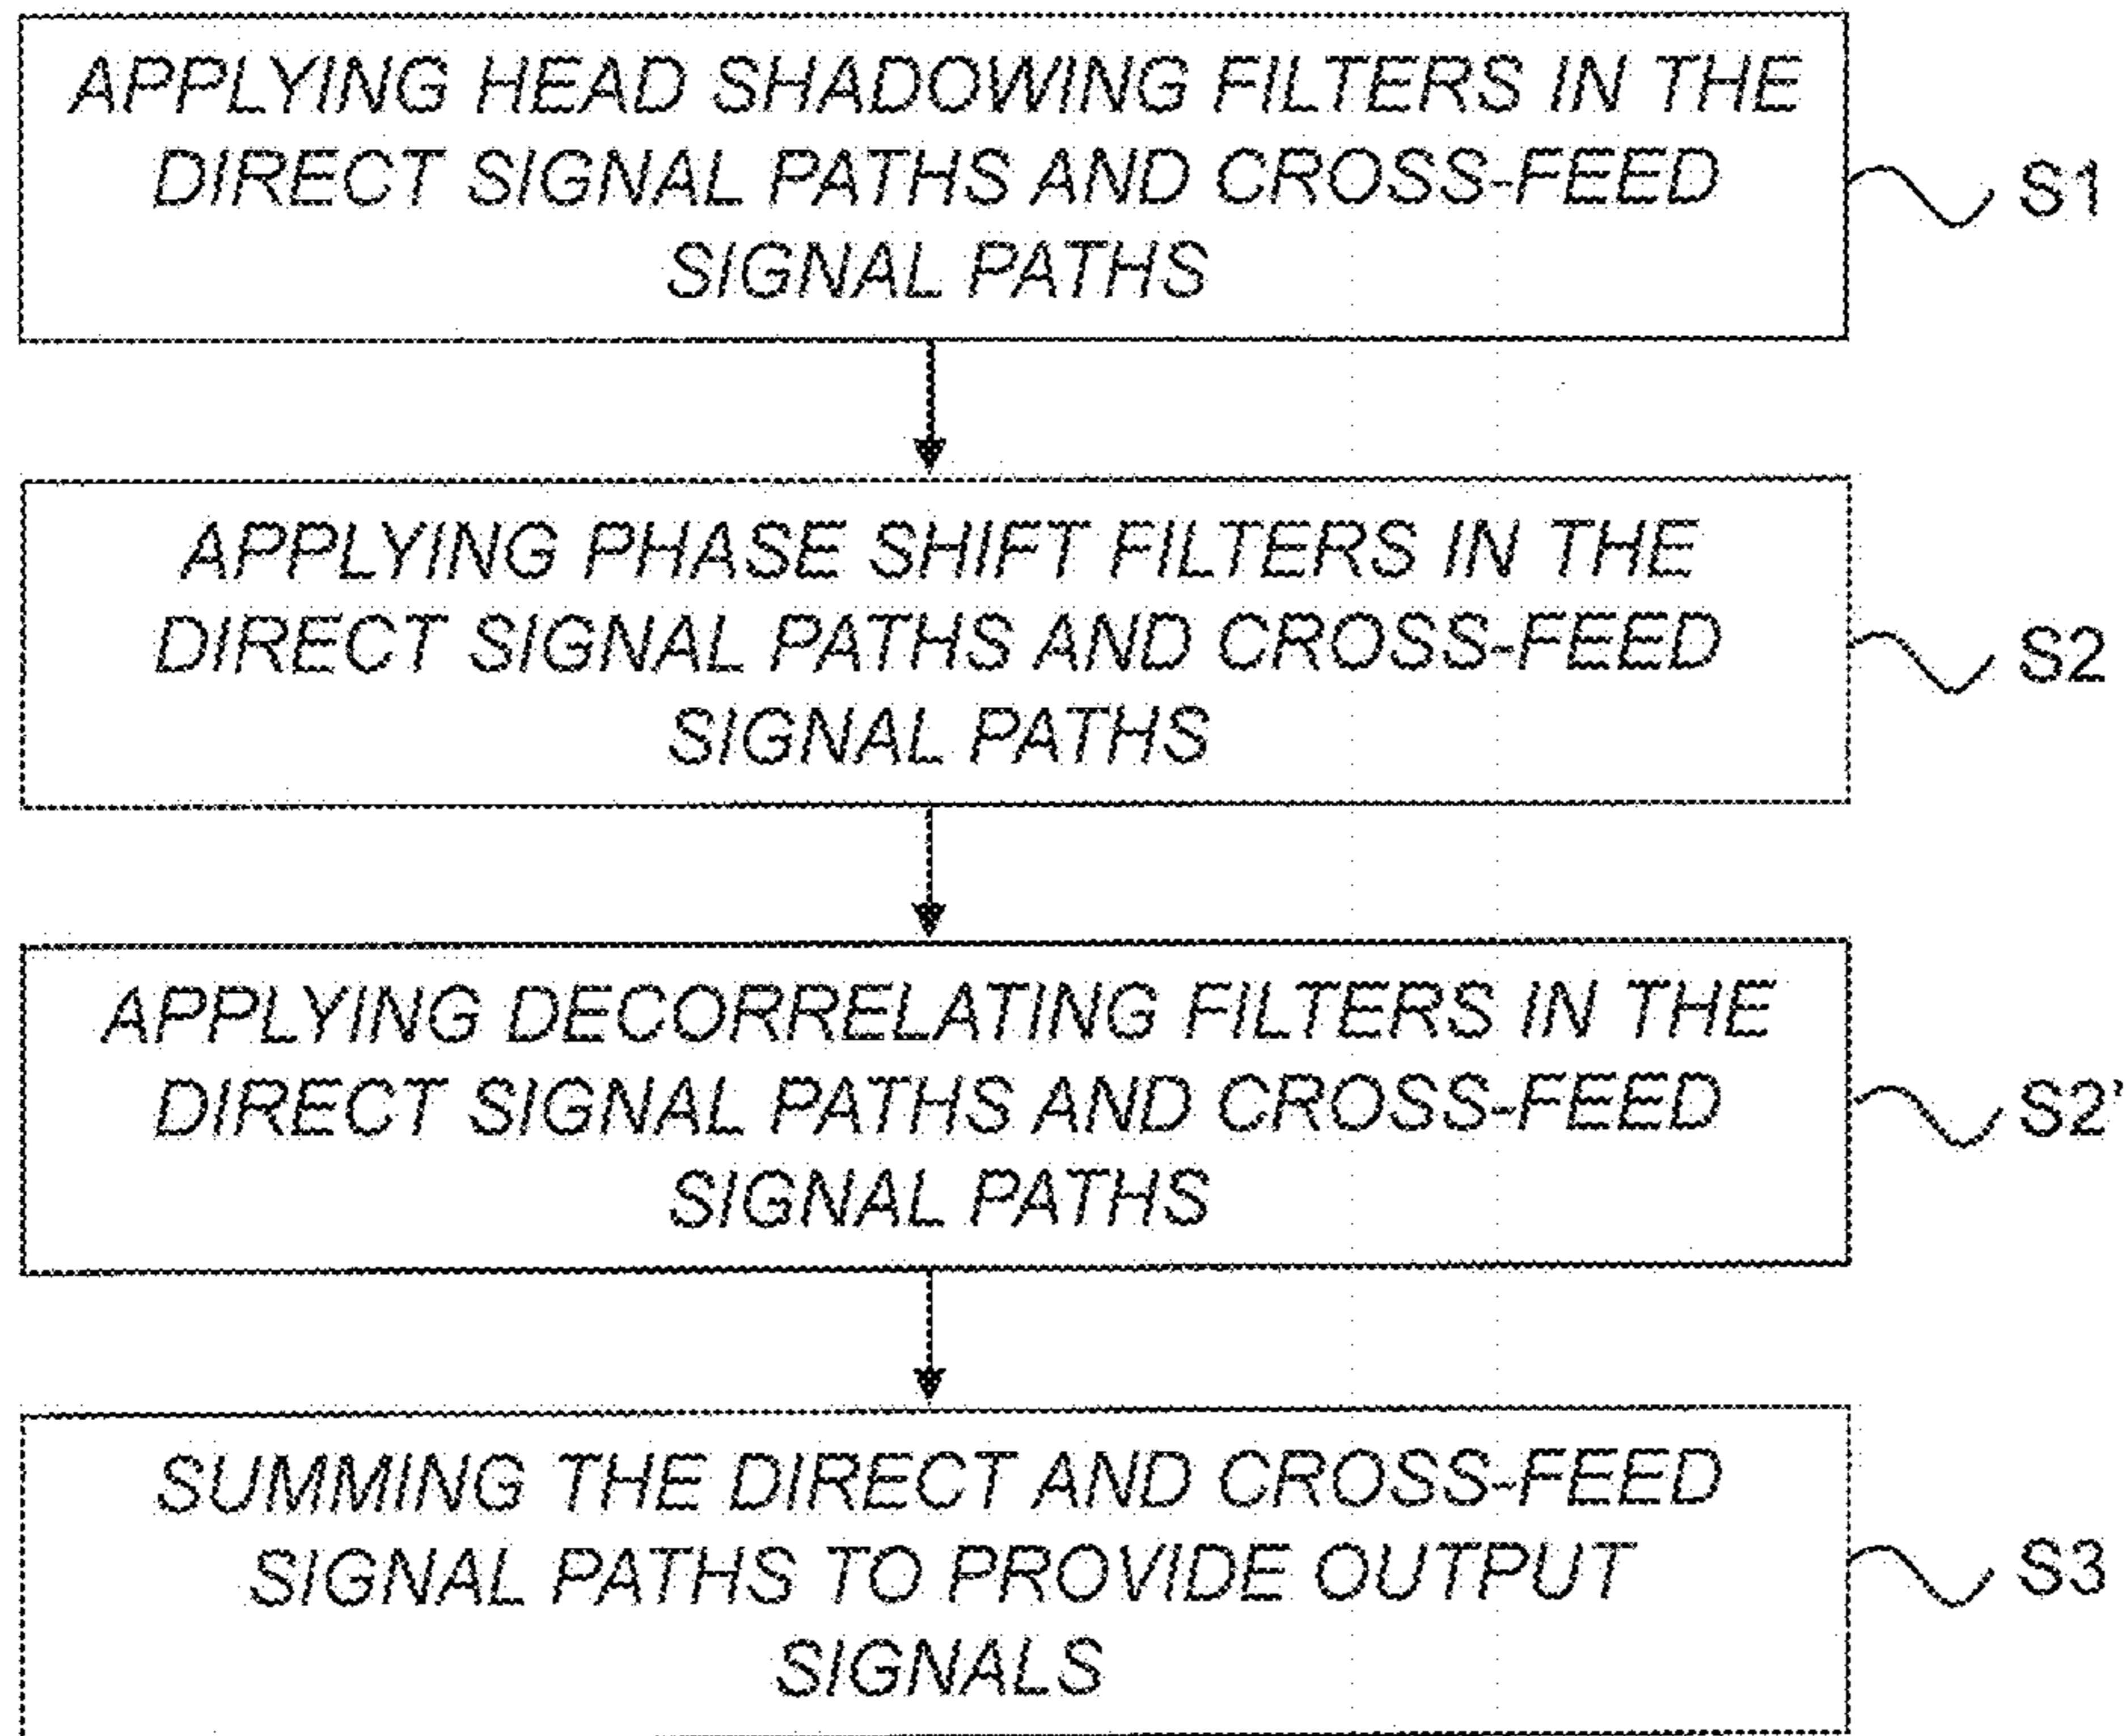 APPLYING HEAD SHADOWING FILTERS IN THE
DIRECT SIGNAL PATHS AND CROSS-FEED
SIGNAL PATHS
S1
APPLYING PHASE SHIFT FILTERS IN THE
DIRECT SIGNAL PATHS AND CROSS-FEED
SIGNAL PATHS
S2
APPLYING DECORRELATING FILTERS IN THE
DIRECT SIGNAL PATHS AND CROSS-FEED
SIGNAL PATHS
S2'
SUMMING THE DIRECT AND CROSS-FEED
SIGNAL PATHS TO PROVIDE OUTPUT
SIGNALS
S3